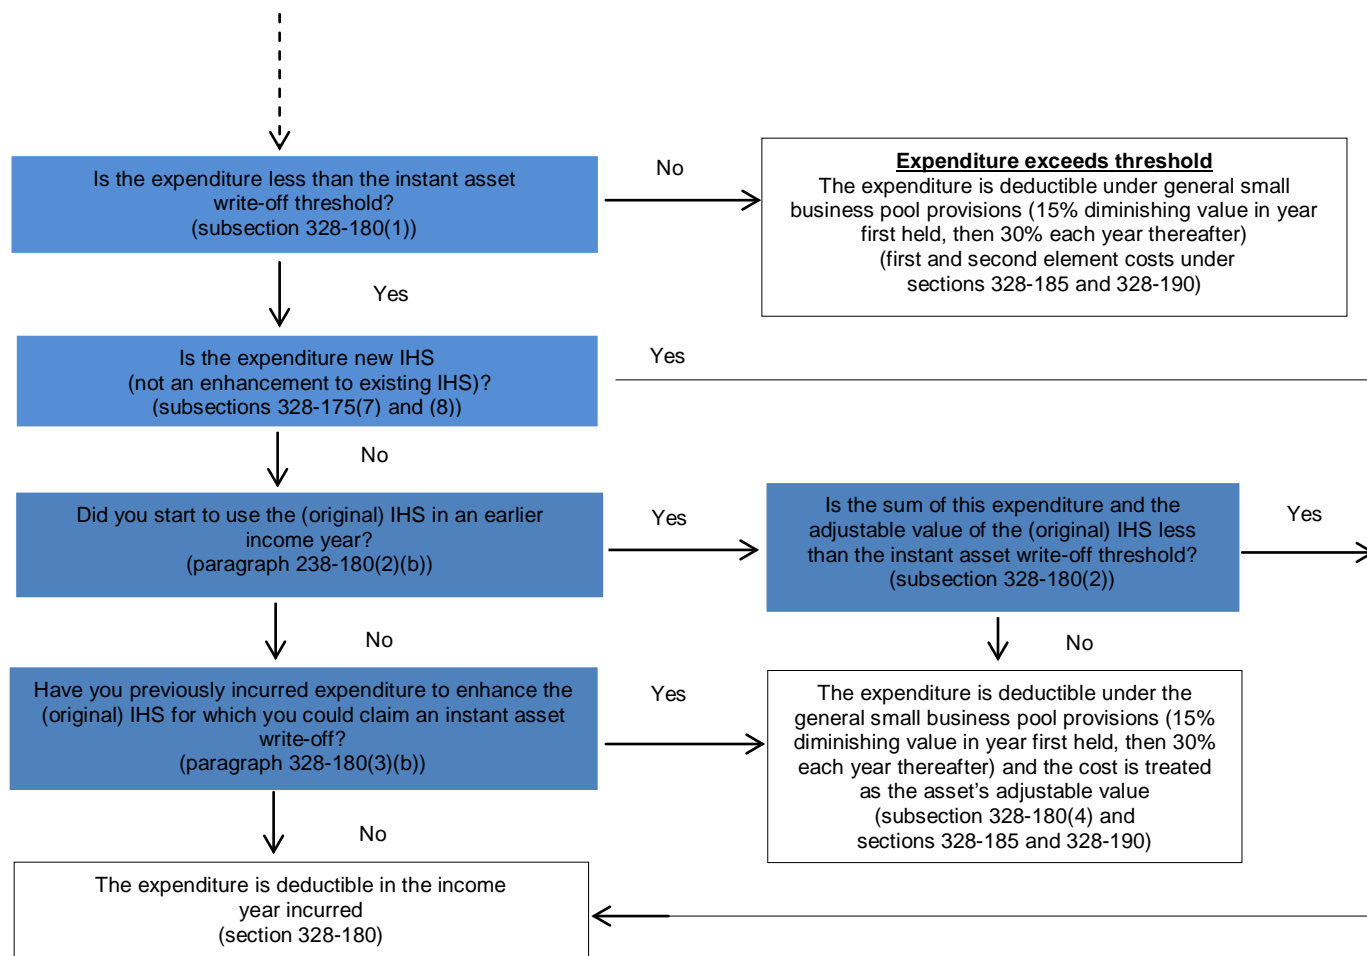 Is the expenditure less than the instant asset
write-off threshold?
(subsection 328-180(1))
No
Expenditure exceeds threshold
The expenditure is deductible under general small
business pool provisions (15% diminishing value in year
first held, then 30% each year thereafter)
(first and second element costs under
sections 328-185 and 328-190)
Yes
Is the expenditure new IHS
(not an enhancement to existing IHS)?
(subsections 328-175(7) and (8))
Yes
No
Did you start to use the (original) IHS in an earlier
income year?
(paragraph 238-180(2)(b))
Yes
Is the sum of this expenditure and the
adjustable value of the (original) IHS less
than the instant asset write-off threshold?
(subsection 328-180(2))
Yes
No
No
Have you previously incurred expenditure to enhance the
(original) IHS for which you could claim an instant asset
write-off?
(paragraph 328-180(3)(b))
Yes
The expenditure is deductible under the
general small business pool provisions (15%
diminishing value in year first held, then 30%
each year thereafter) and the cost is treated
as the asset’s adjustable value
(subsection 328-180(4) and
sections 328-185 and 328-190)
No
The expenditure is deductible in the income
year incurred
(section 328-180)